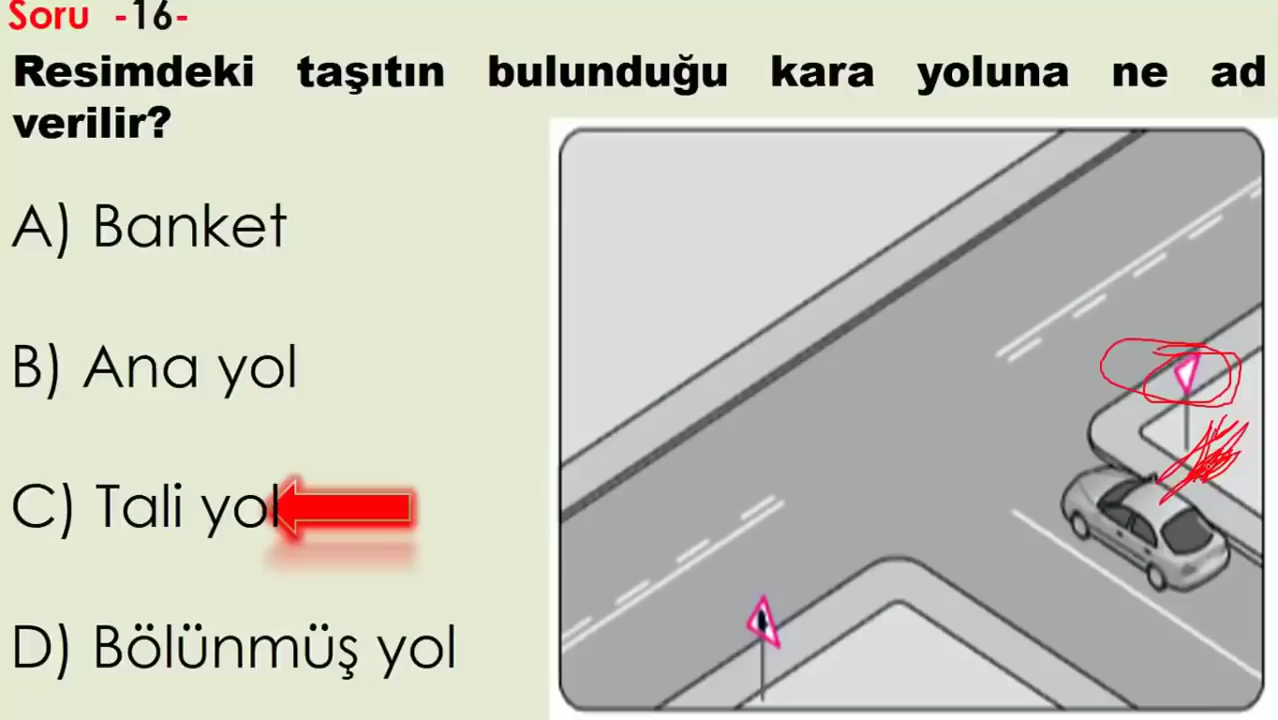 Soru -16-
Resimdeki taşıtın bulunduğu kara yoluna ne ad
verilir?
A) Banket
B) Ana yol
C) Tali yol
D) Bölünmüş yol